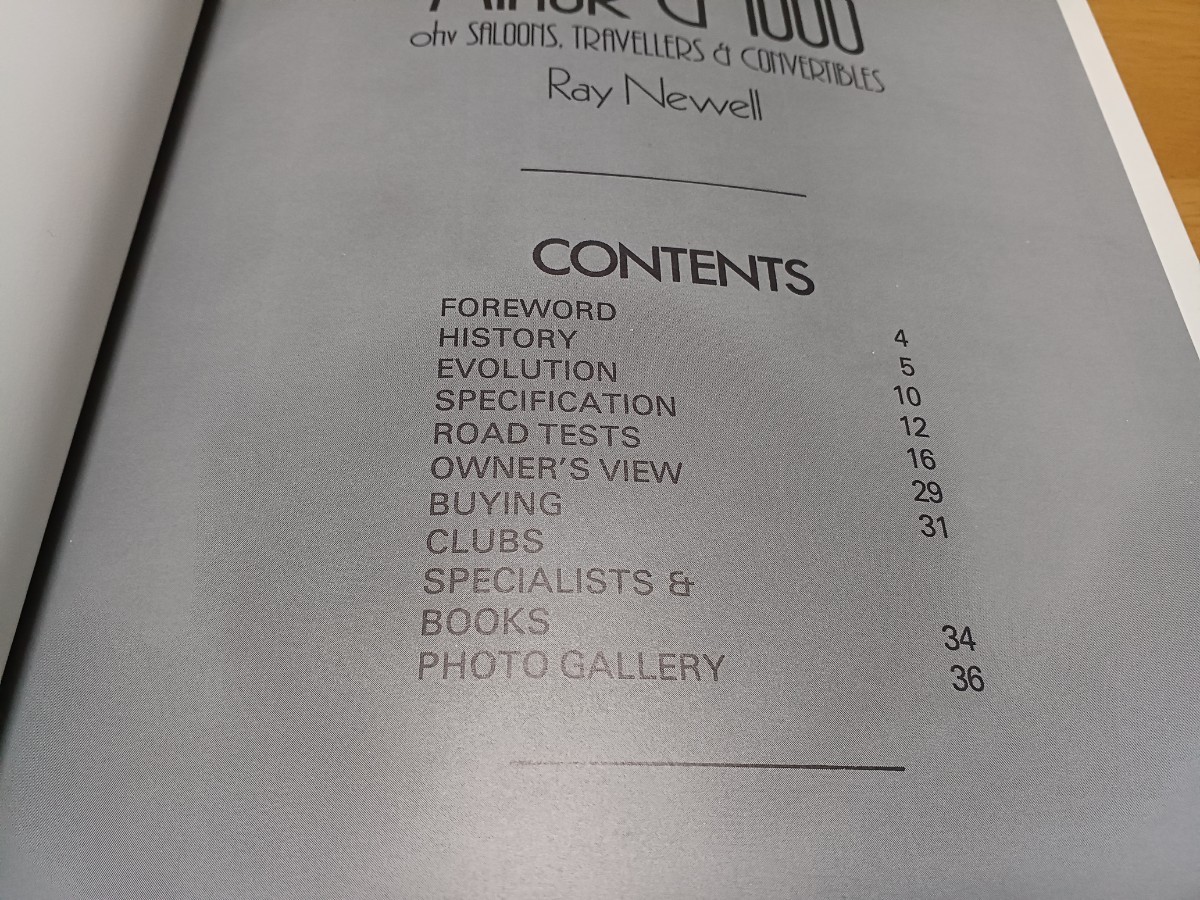 & 1000
ohv SALOONS, TRAVELLERS & CONVERTIBLES
Ray Newell
CONTENTS
FOREWORD 4
HISTORY 5
EVOLUTION 10
SPECIFICATION 12
ROAD TESTS 16
OWNER'S VIEW 29
BUYING 31
CLUBS
SPECIALISTS &
BOOKS 34
PHOTO GALLERY 36